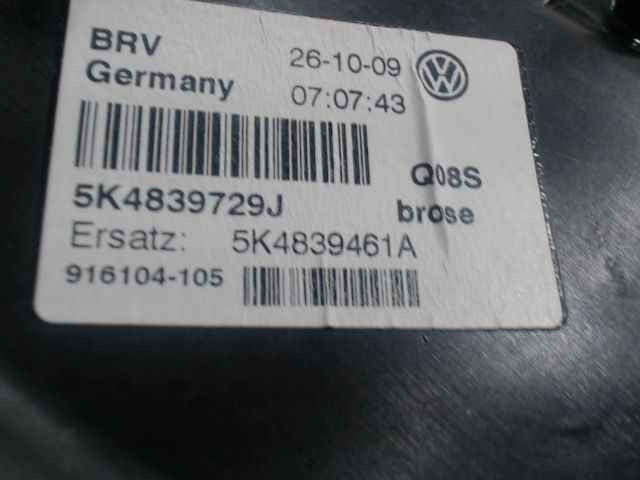 BRV 26-10-09
Germany 07:07:43
Q08S
5K4839729J brose
Ersatz: 5K4839461A
916104-105